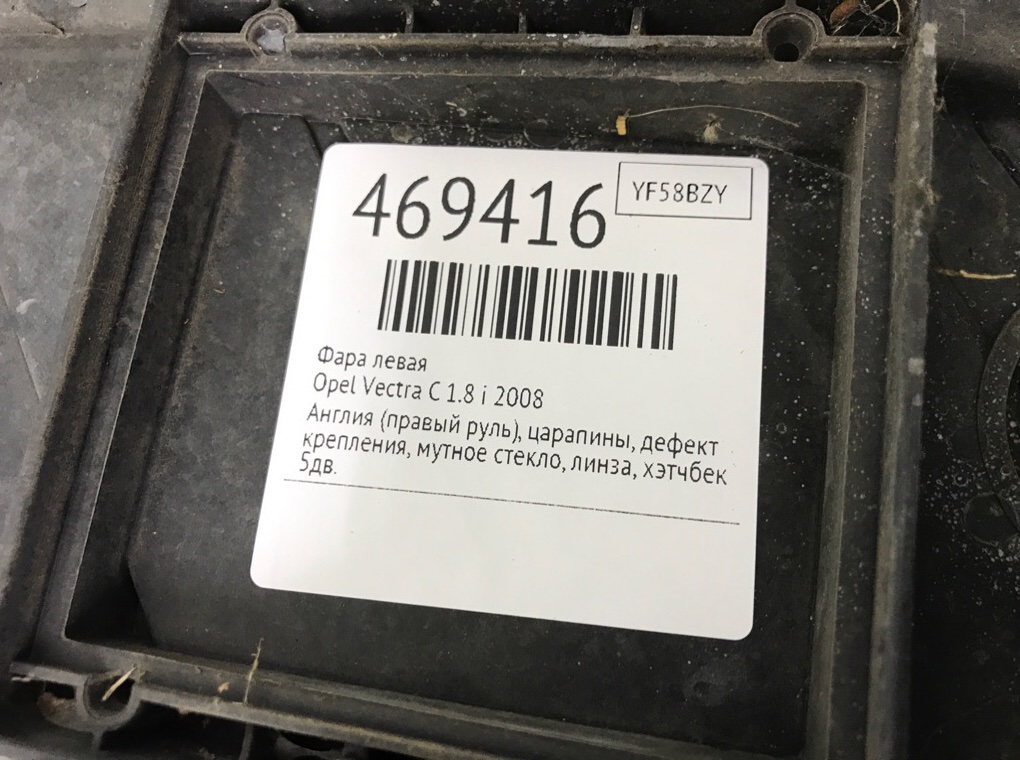 469416
YF58BZY
Фара левая
Opel Vectra C 1.8 i 2008
Англия (правый руль), царапины, дефект
крепления, мутное стекло, линза, хэтчбек
5дв.